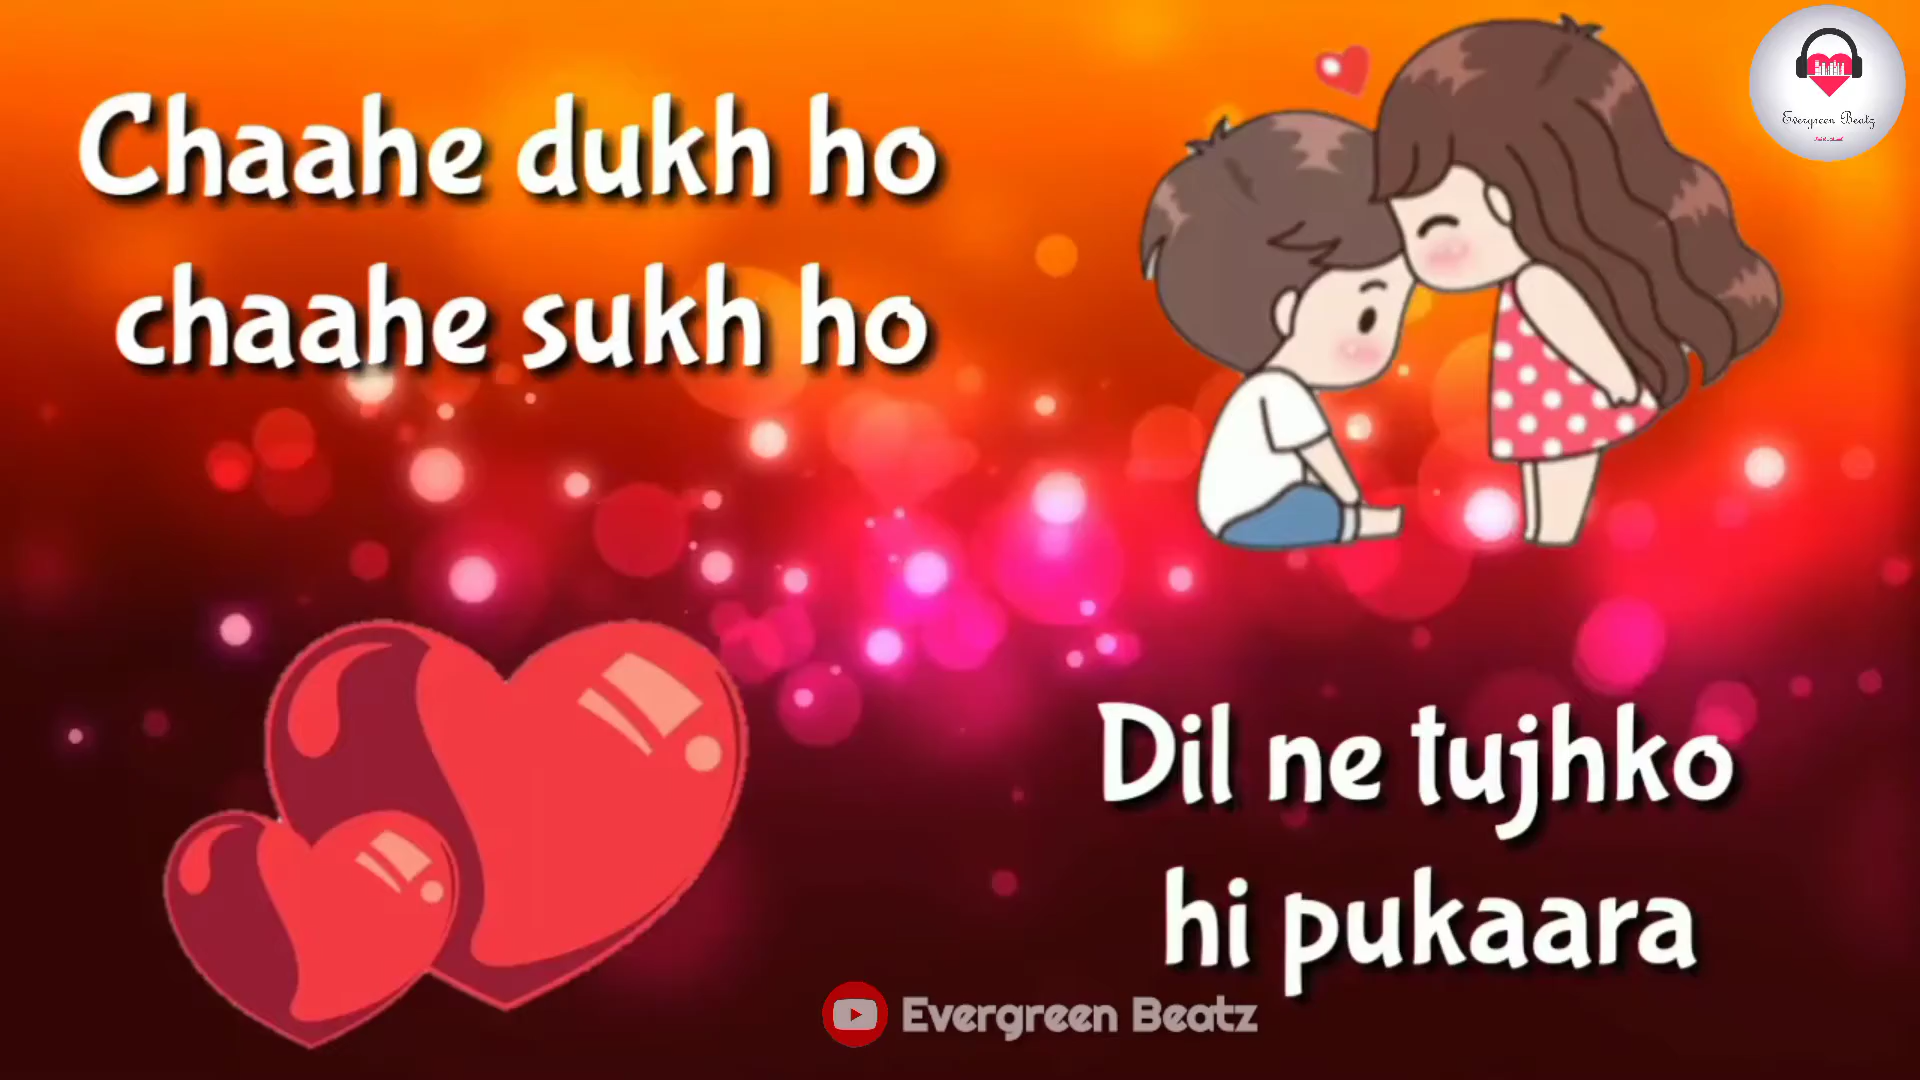 Chaahe dukh ho
chaahe sukh ho
Evergreen Beatz
Dil ne tujhko
hi pukaara
Evergreen Beatz